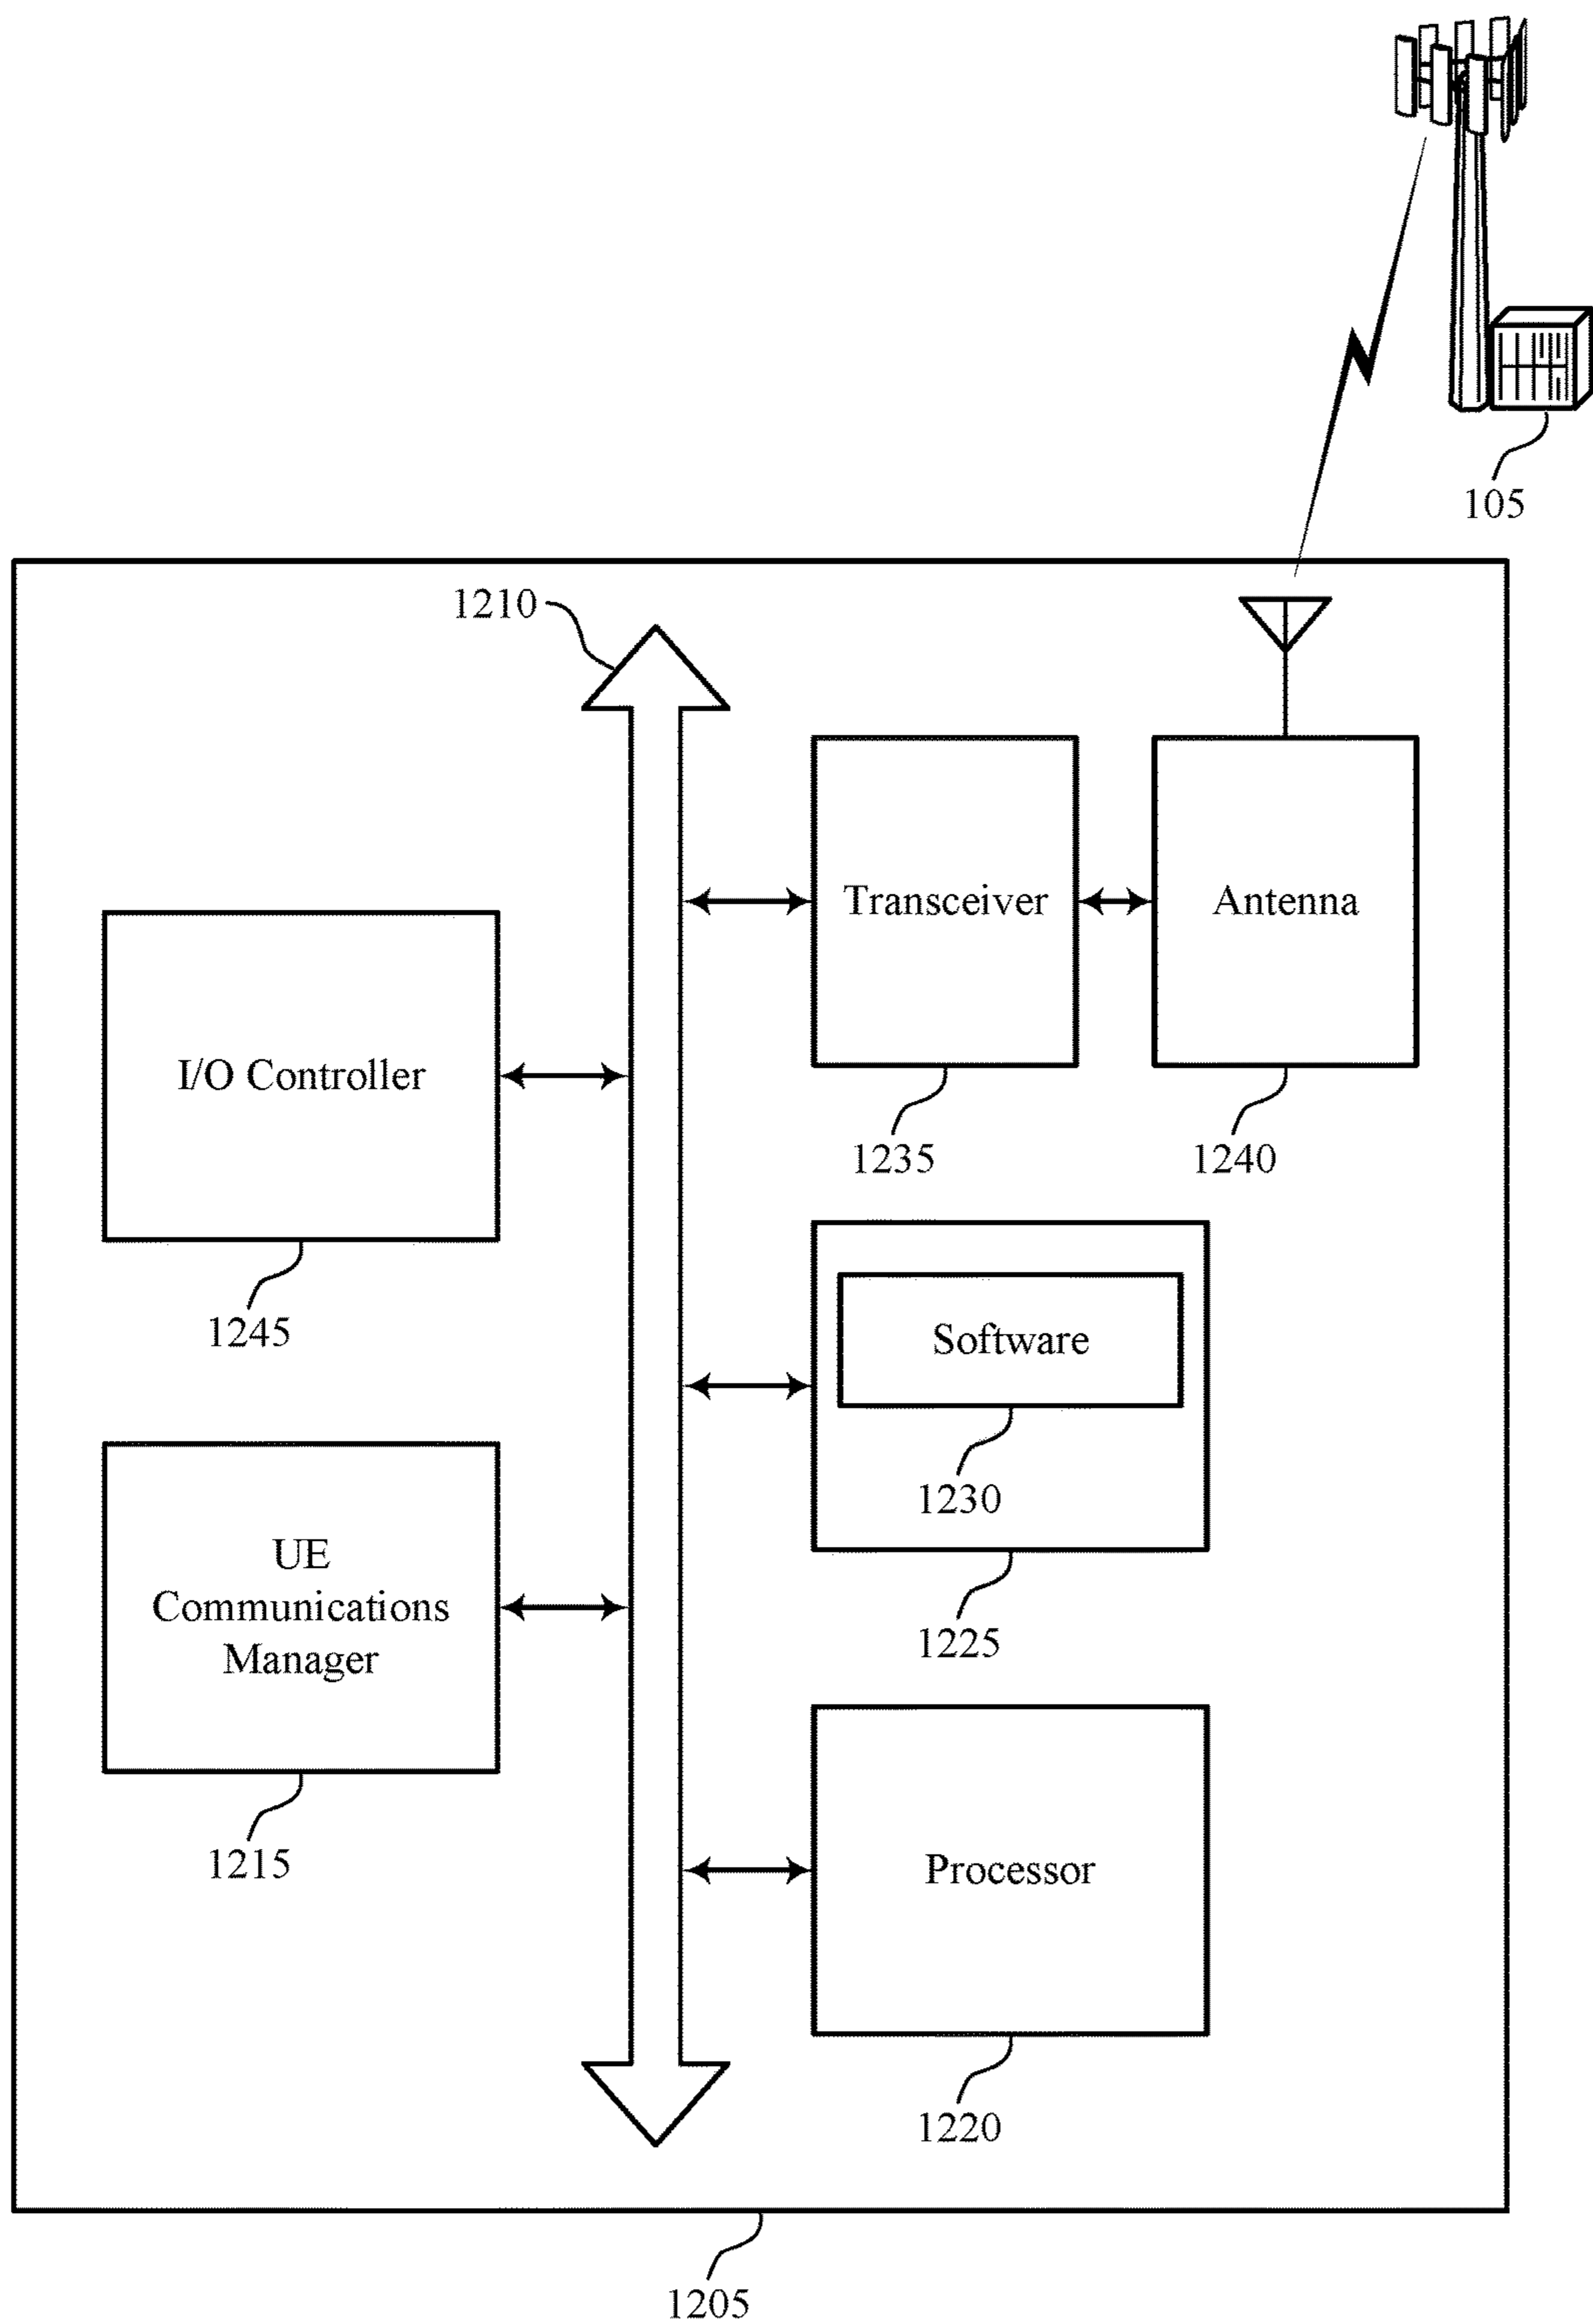 105
1210
Transceiver
Antenna
I/O Controller
1235
1240
1245
Software
1230
UE
Communications
Manager
1225
1215
Processor
1220
1205